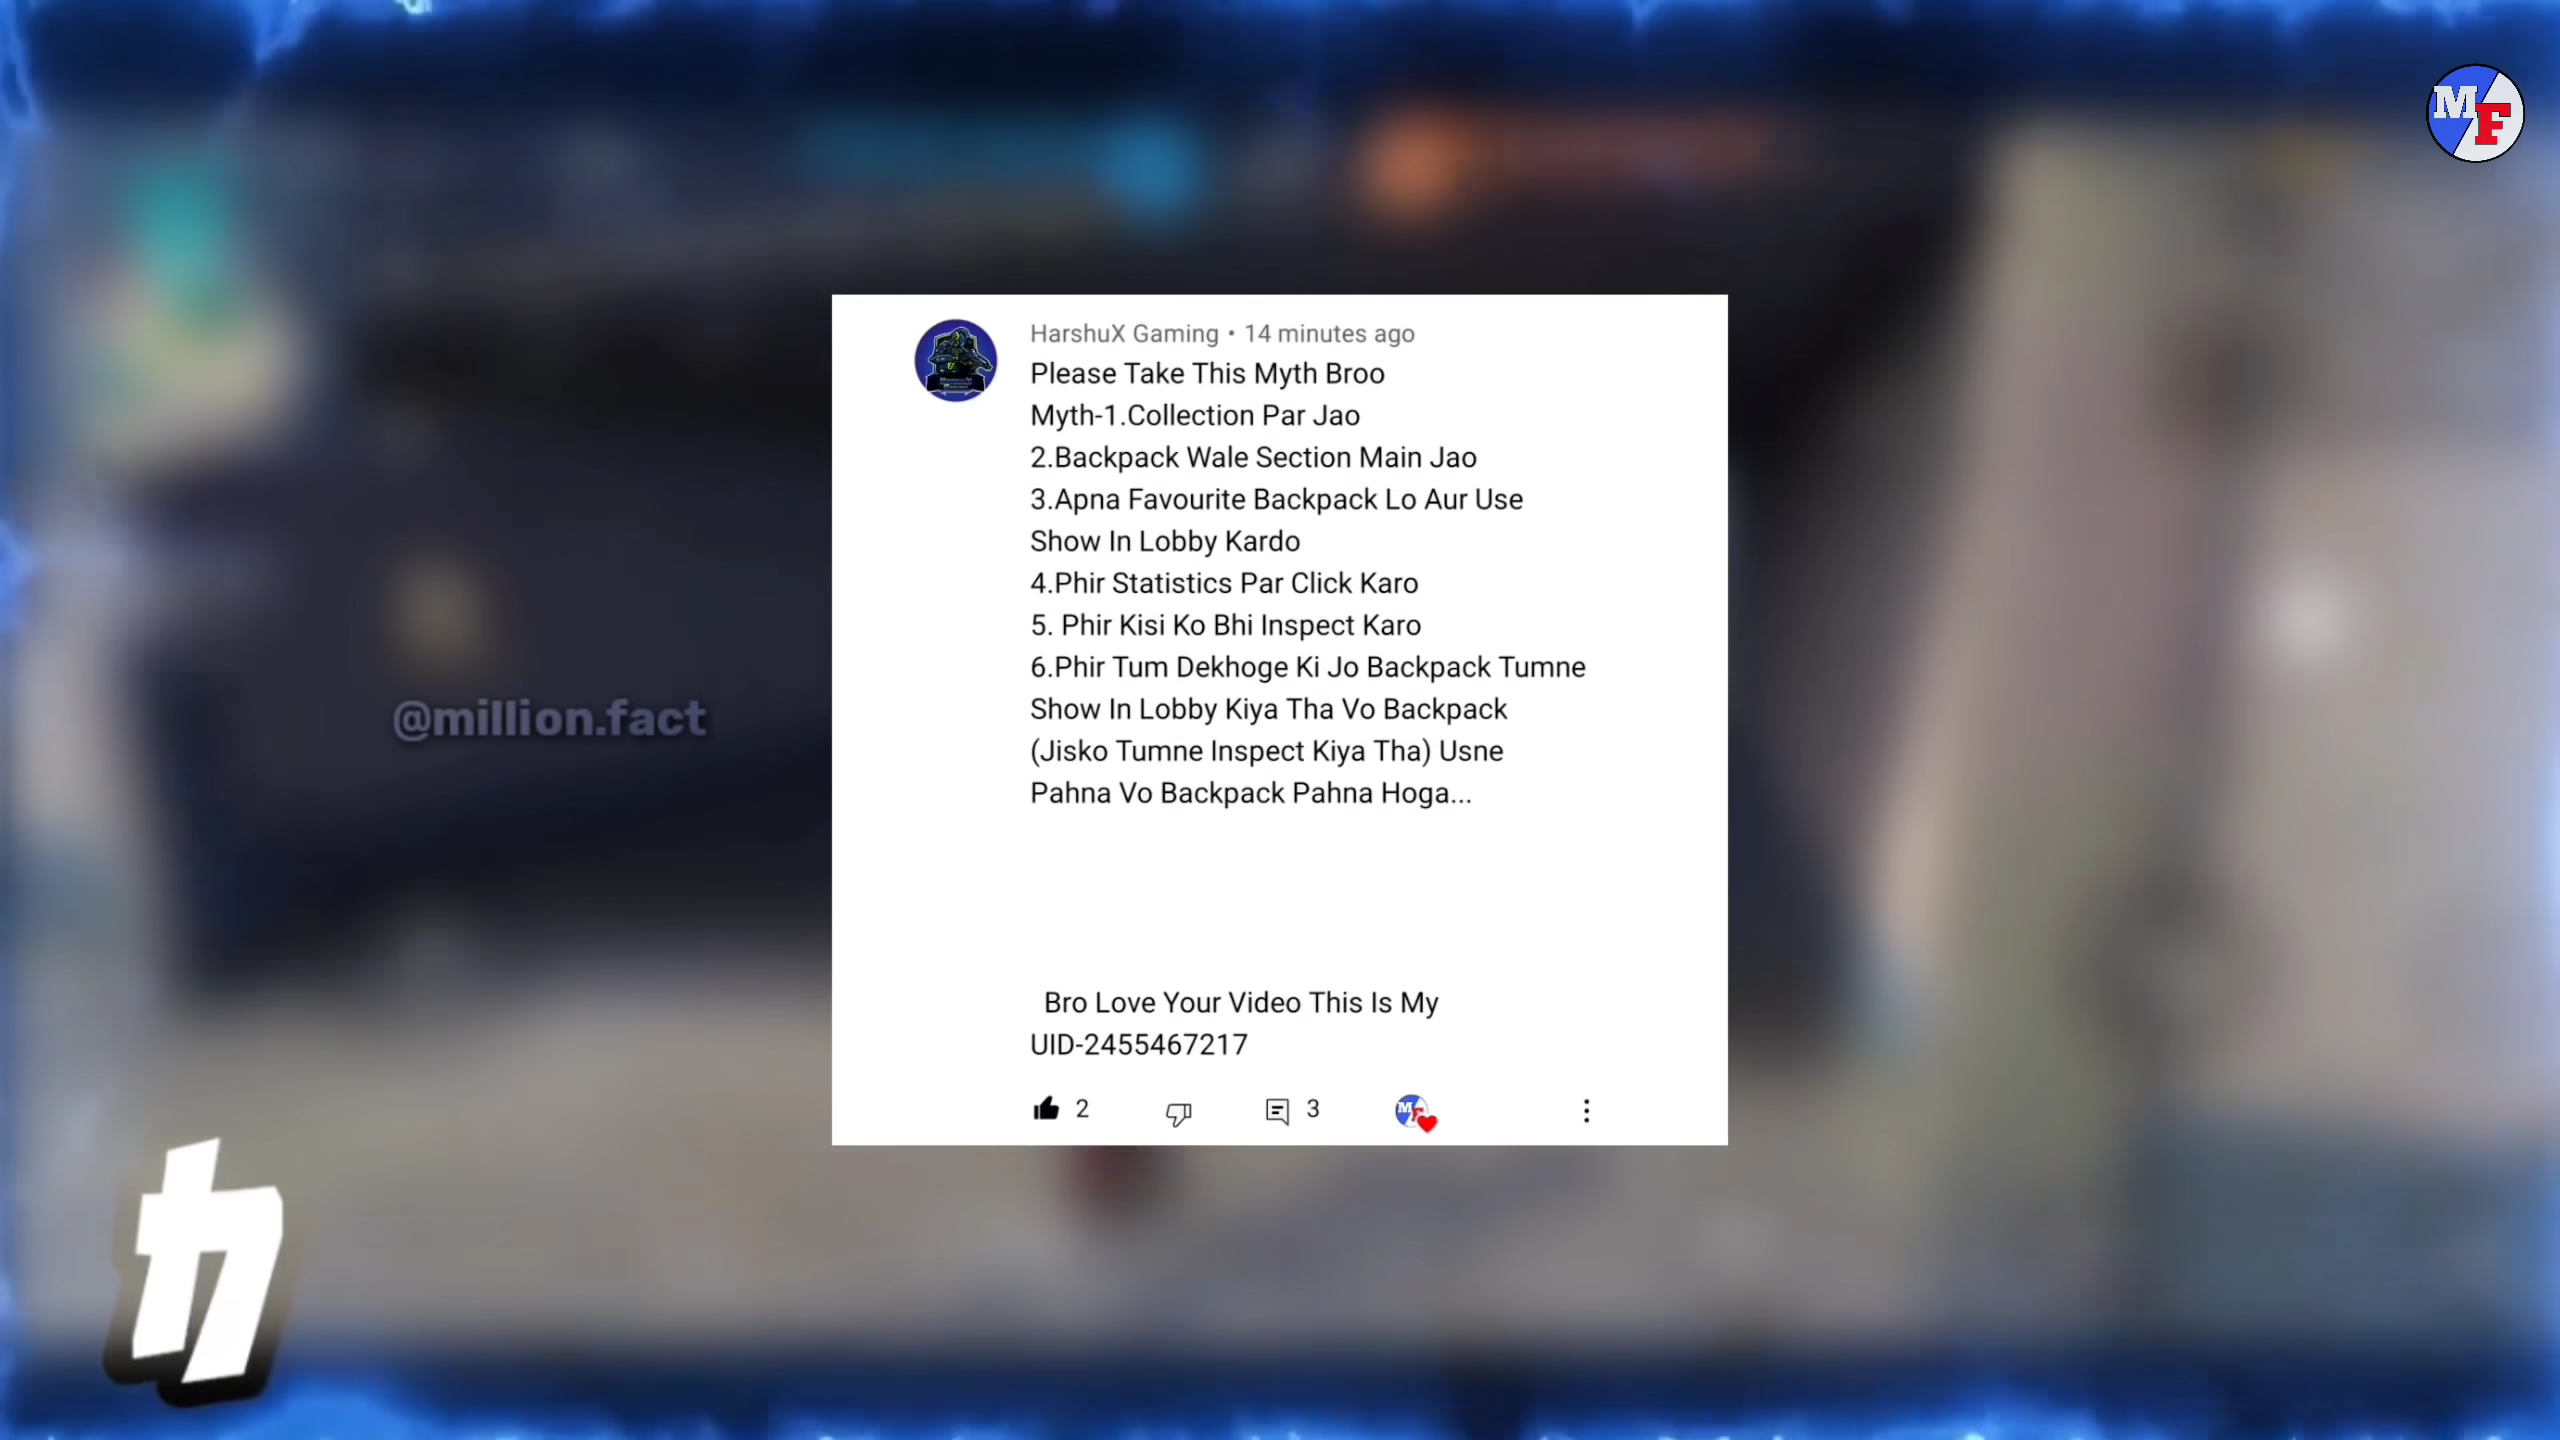 MF
HarshuX Gaming • 14 minutes ago
Please Take This Myth Broo
Myth-1.Collection Par Jao
2.Backpack Wale Section Main Jao
3.Apna Favourite Backpack Lo Aur Use
Show In Lobby Kardo
4.Phir Statistics Par Click Karo
5. Phir Kisi Ko Bhi Inspect Karo
6.Phir Tum Dekhoge Ki Jo Backpack Tumne
Show In Lobby Kiya Tha Vo Backpack
(Jisko Tumne Inspect Kiya Tha) Usne
Pahna Vo Backpack Pahna Hoga...
@million.fact
Bro Love Your Video This Is My
UID-2455467217
2
3
MF